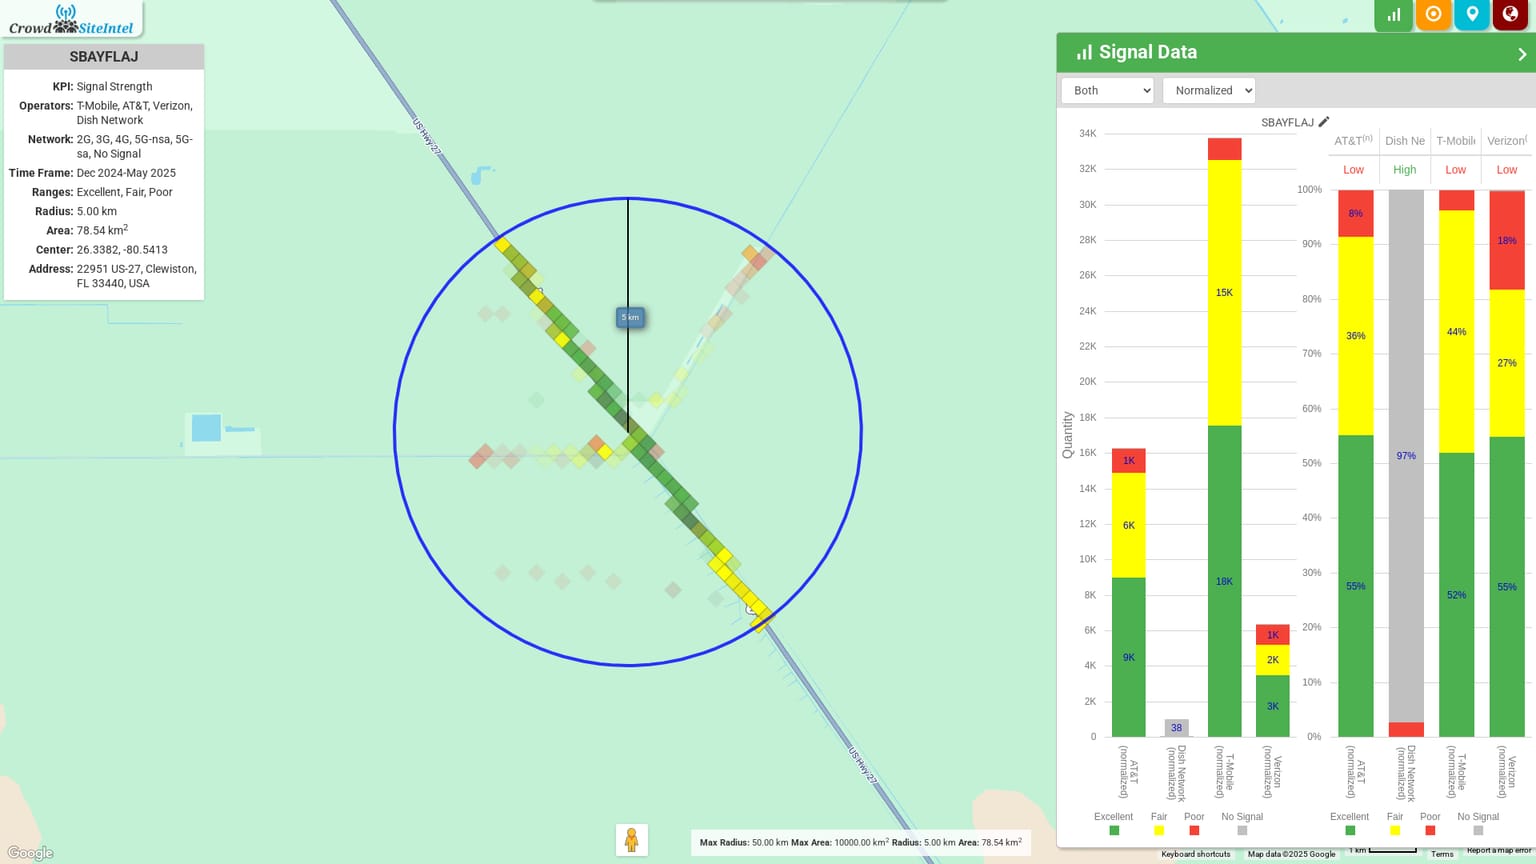 Crowd SiteIntel
SBAYFLAJ
KPI: Signal Strength
Operators: T-Mobile, AT&T, Verizon,
Dish Network
Network: 2G, 3G, 4G, 5G-nsa, 5G-
sa, No Signal
Time Frame: Dec 2024-May 2025
Ranges: Excellent, Fair, Poor
Radius: 5.00 km
Area: 78.54 km²
Center: 26.3382, -80.5413
Address: 22951 US-27, Clewiston,
FL 33440, USA
US Hwy 27
5 km
US Hwy 27
Google
Max Radius: 50.00 km Max Area: 10000.00 km² Radius: 5.00 km Area: 78.54 km²
Signal Data
Both
Normalized
SBAYFLAJ
34K
32K
30K
28K
26K
24K
22K
20K
18K
16K
14K
12K
10K
8K
6K
4K
2K
0
Quantity
1K
6K
9K
38
15K
18K
1K
2K
3K
AT&T
(normalized)
Dish Network
(normalized)
T-Mobile
(normalized)
Verizon
(normalized)
Excellent Fair Poor No Signal
AT&T(n) Dish Ne T-Mobile Verizon(
Low High Low Low
100%
90%
80%
70%
60%
50%
40%
30%
20%
10%
0%
8%
36%
55%
97%
44%
52%
18%
27%
55%
AT&T
(normalized)
Dish Network
(normalized)
T-Mobile
(normalized)
Verizon
(normalized)
Excellent Fair Poor No Signal
Keyboard shortcuts Map data ©2025 Google 1 km Terms Report a map error